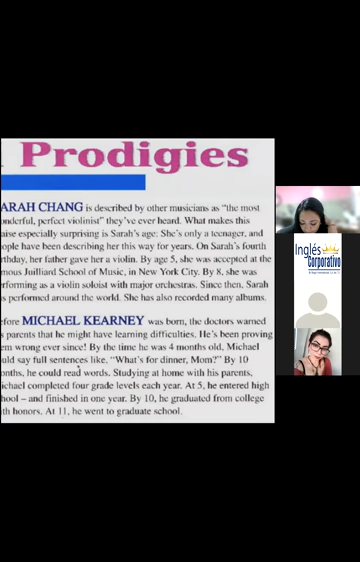 Prodigies
ARAH CHANG is described by other musicians as "the most
onderful, perfect violinist" they've ever heard. What makes this
aise especially surprising is Sarah's age: She's only a teenager, and
ople have been describing her this way for years. On Sarah's fourth
rthday, her father gave her a violin. By age 5, she was accepted at the
mous Juilliard School of Music, in New York City. By 8, she was
rforming as a violin soloist with major orchestras. Since then, Sarah
s performed around the world. She has also recorded many albums.
efore MICHAEL KEARNEY was born, the doctors warned
s parents that he might have learning difficulties. He's been proving
em wrong ever since! By the time he was 4 months old, Michael
uld say full sentences like, "What's for dinner, Mom?" By 10
onths, he could read words. Studying at home with his parents,
ichael completed four grade levels each year. At 5, he entered high
hool – and finished in one year. By 10, he graduated from college
ith honors. At 11, he went to graduate school.
Inglés
Corporativo